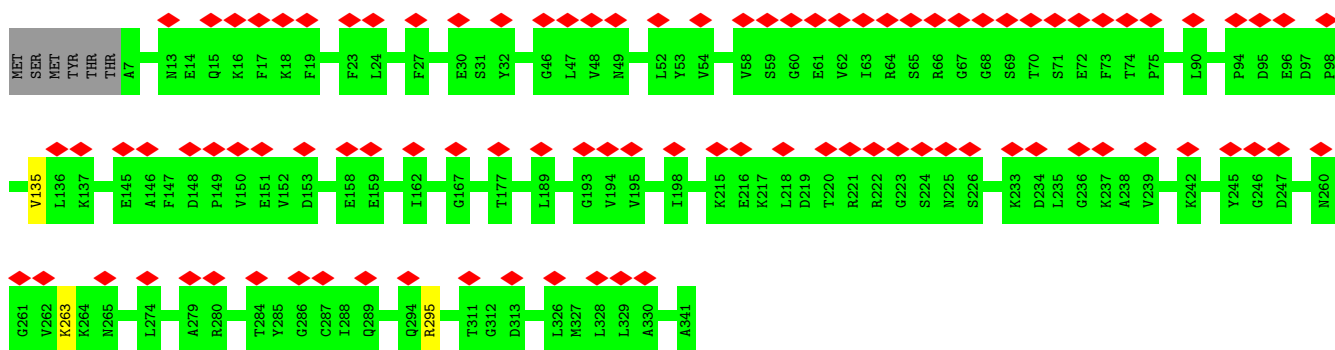 MET SER MET TYR THR THR A7 N13 E14 Q15 K16 F17 K18 F19 F23 L24 F27 E30 S31 Y32 G46 L47 V48 N49 L52 Y53 V54 V58 S59 G60 E61 V62 I63 R64 S65 R66 G67 G68 S69 T70 S71 E72 F73 T74 P75 L90 P94 D95 E96 D97 P98
V135 L136 K137 E145 A146 F147 D148 P149 V150 E151 V152 D153 E158 E159 I162 G167 T177 L189 G193 V194 V195 I198 K215 E216 K217 L218 D219 T220 R221 R222 G223 S224 N225 S226 K233 D234 L235 G236 K237 A238 V239 K242 Y245 G246 D247 N260
G261 V262 K263 K264 N265 L274 A279 R280 T284 Y285 G286 C287 I288 Q289 Q294 R295 T311 G312 D313 L326 M327 L328 L329 A330 A341